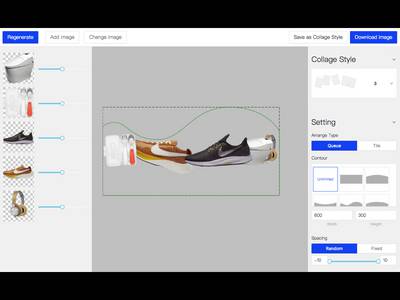 Regenerate
Add Image
Change Image
Save as Collage Style
Download Image
Collage Style
3
Setting
Arrange Type
Queue
Tile
Contour
Unlimited
600
300
Width
Height
Spacing
Random
Fixed
-10
10